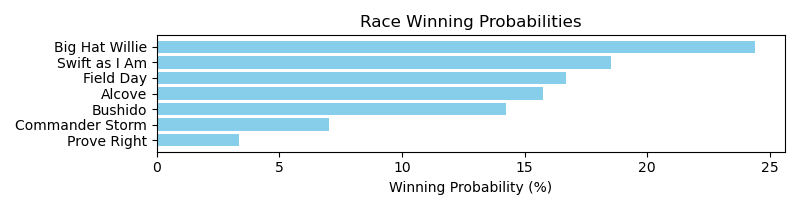 Race Winning Probabilities
Big Hat Willie
Swift as I Am
Field Day
Alcove
Bushido
Commander Storm
Prove Right
0 5 10 15 20 25
Winning Probability (%)